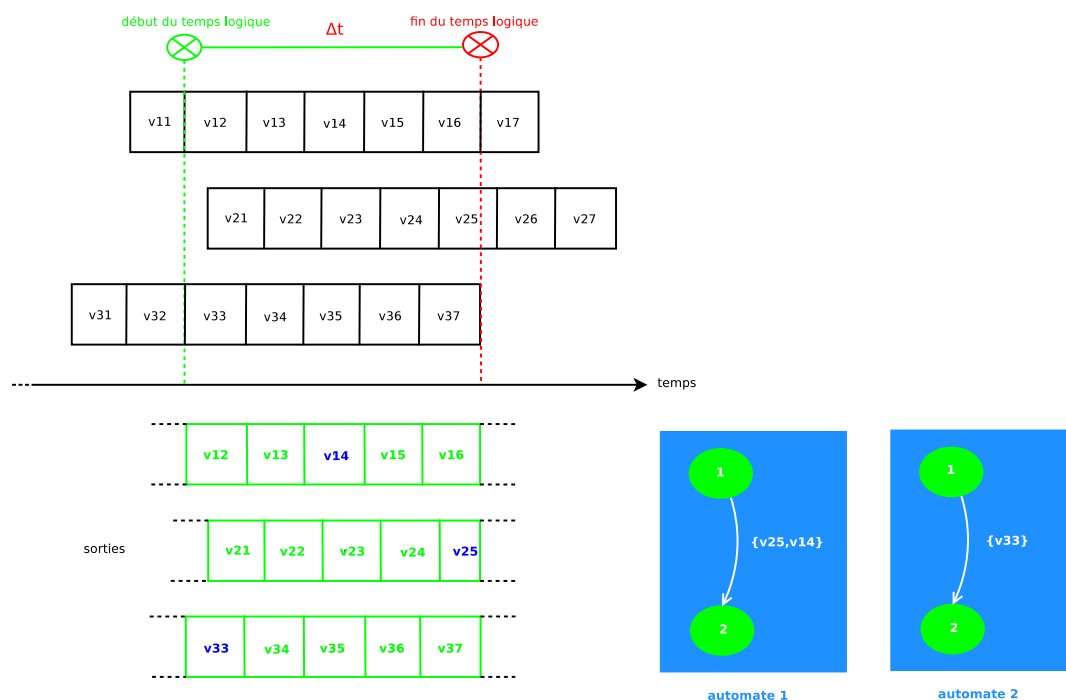 début du temps logique
Δt
fin du temps logique
v11 v12 v13 v14 v15 v16 v17
v21 v22 v23 v24 v25 v26 v27
v31 v32 v33 v34 v35 v36 v37
temps
v12 v13 v14 v15 v16
sorties
v21 v22 v23 v24 v25
v33 v34 v35 v36 v37
1
{v25,v14}
2
automate 1
1
{v33}
2
automate 2